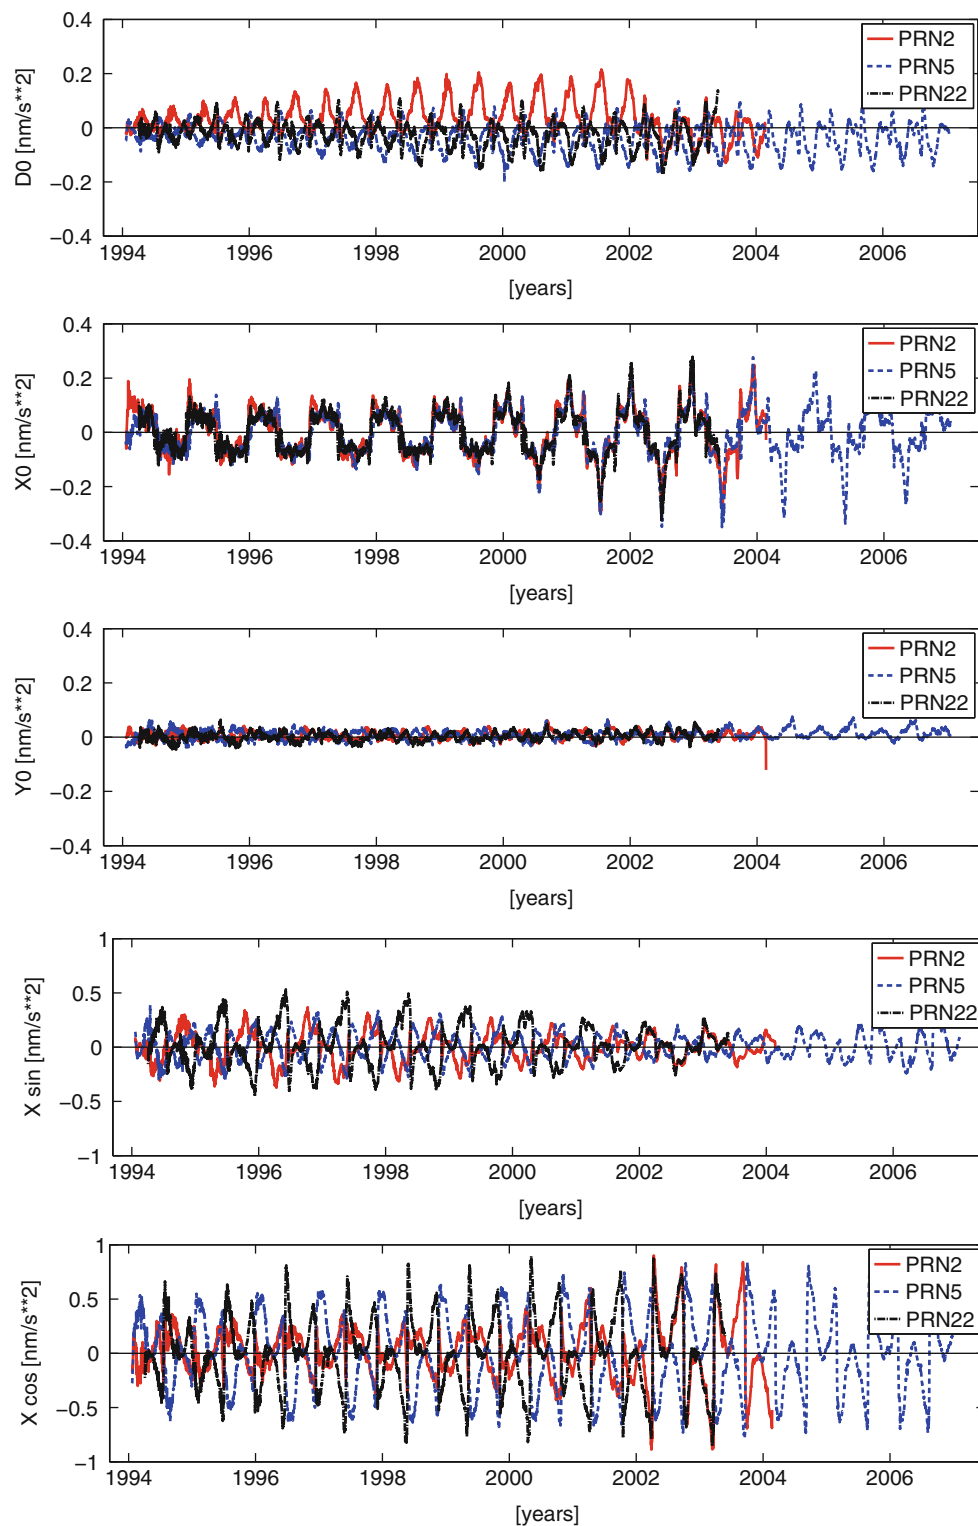 0.4
0.2
0
−0.2
−0.4
D0 [nm/s**2]
PRN2
PRN5
PRN22
1994 1996 1998 2000 2002 2004 2006
[years]
0.4
0.2
0
−0.2
−0.4
X0 [nm/s**2]
PRN2
PRN5
PRN22
1994 1996 1998 2000 2002 2004 2006
[years]
0.4
0.2
0
−0.2
−0.4
Y0 [nm/s**2]
PRN2
PRN5
PRN22
1994 1996 1998 2000 2002 2004 2006
[years]
1
0.5
0
−0.5
−1
X sin [nm/s**2]
PRN2
PRN5
PRN22
1994 1996 1998 2000 2002 2004 2006
[years]
1
0.5
0
−0.5
−1
X cos [nm/s**2]
PRN2
PRN5
PRN22
1994 1996 1998 2000 2002 2004 2006
[years]